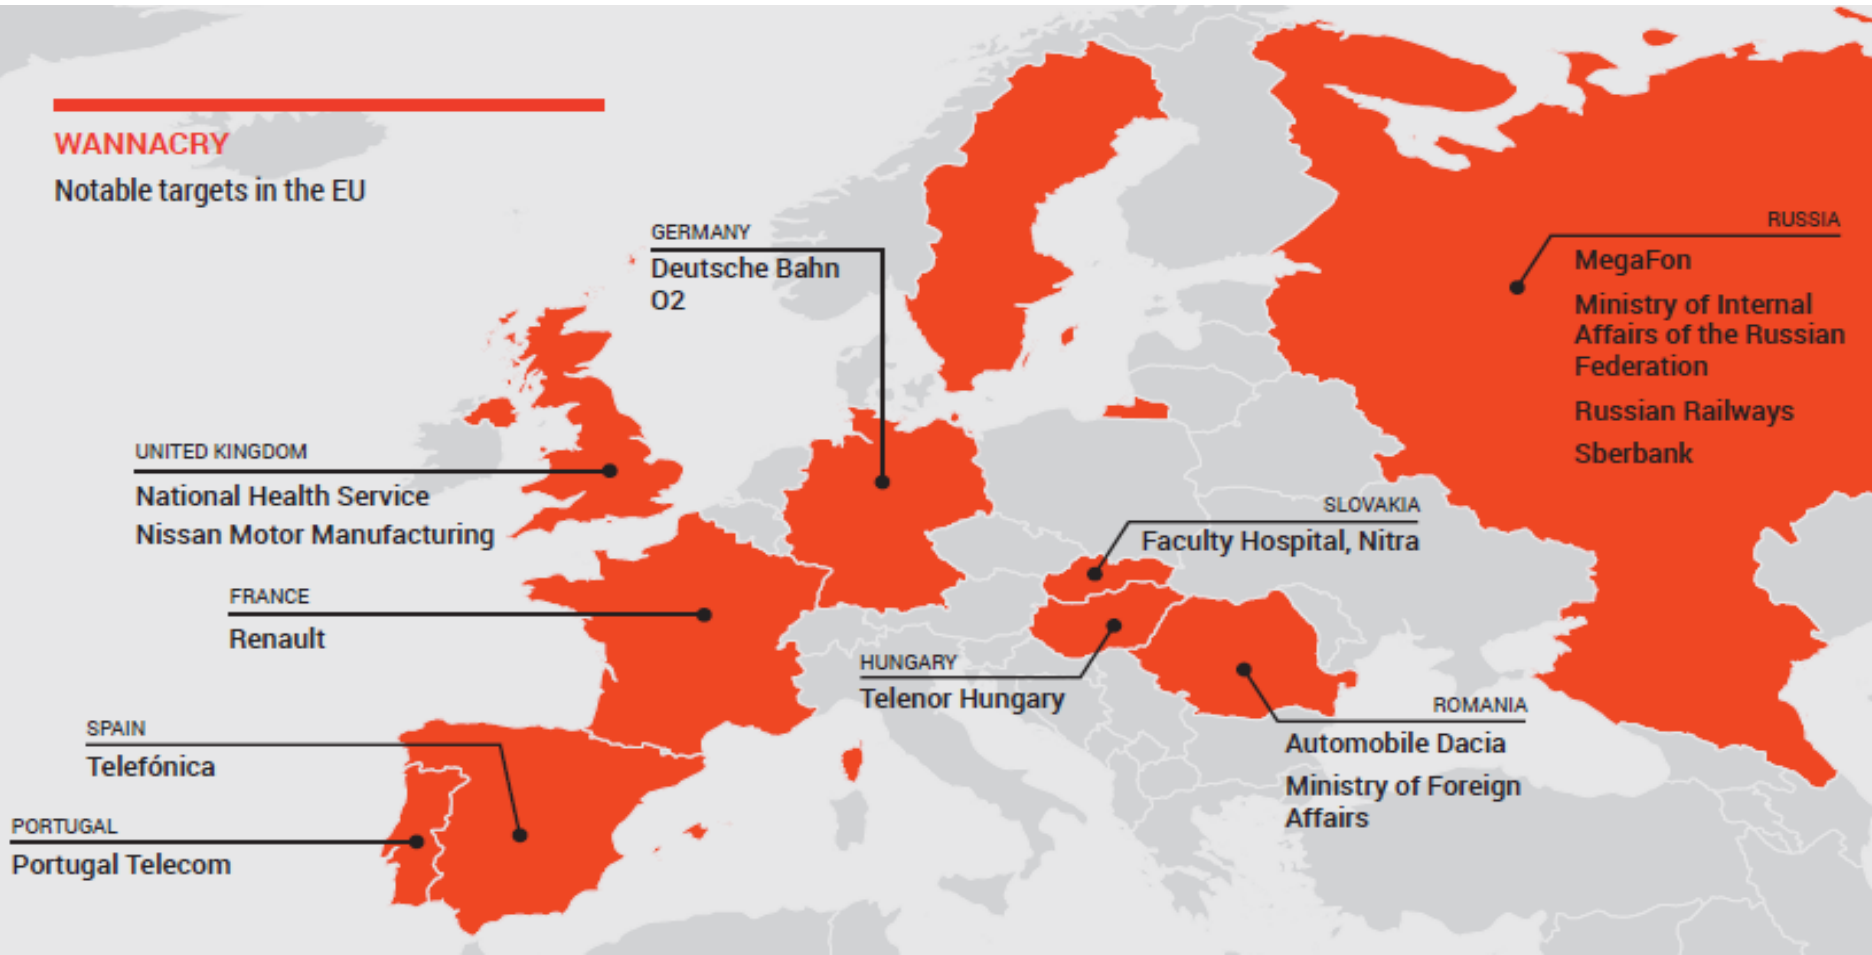 WANNACRY
Notable targets in the EU
GERMANY
Deutsche Bahn
O2
RUSSIA
MegaFon
Ministry of Internal
Affairs of the Russian
Federation
Russian Railways
Sberbank
UNITED KINGDOM
National Health Service
Nissan Motor Manufacturing
SLOVAKIA
Faculty Hospital, Nitra
FRANCE
Renault
HUNGARY
Telenor Hungary
ROMANIA
Automobile Dacia
Ministry of Foreign
Affairs
SPAIN
Telefónica
PORTUGAL
Portugal Telecom